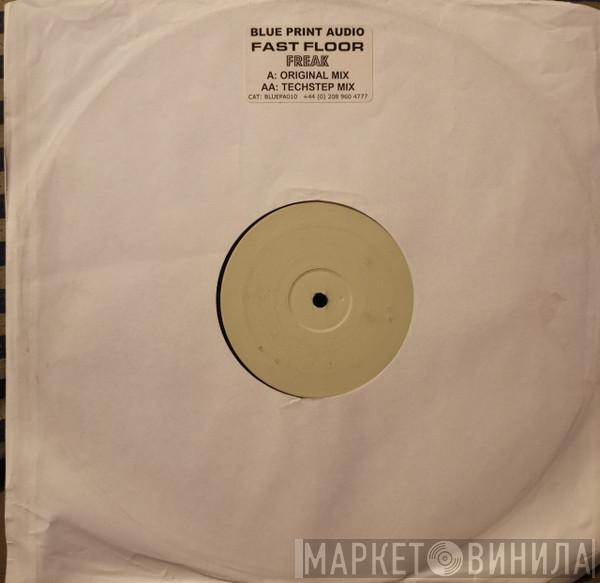 BLUE PRINT AUDIO
FAST FLOOR
FREAK
A: ORIGINAL MIX
AA: TECHSTEP MIX
CAT: BLUEPA010 +44 (0) 208 960 4777
МАРКЕТ ВИНИЛА